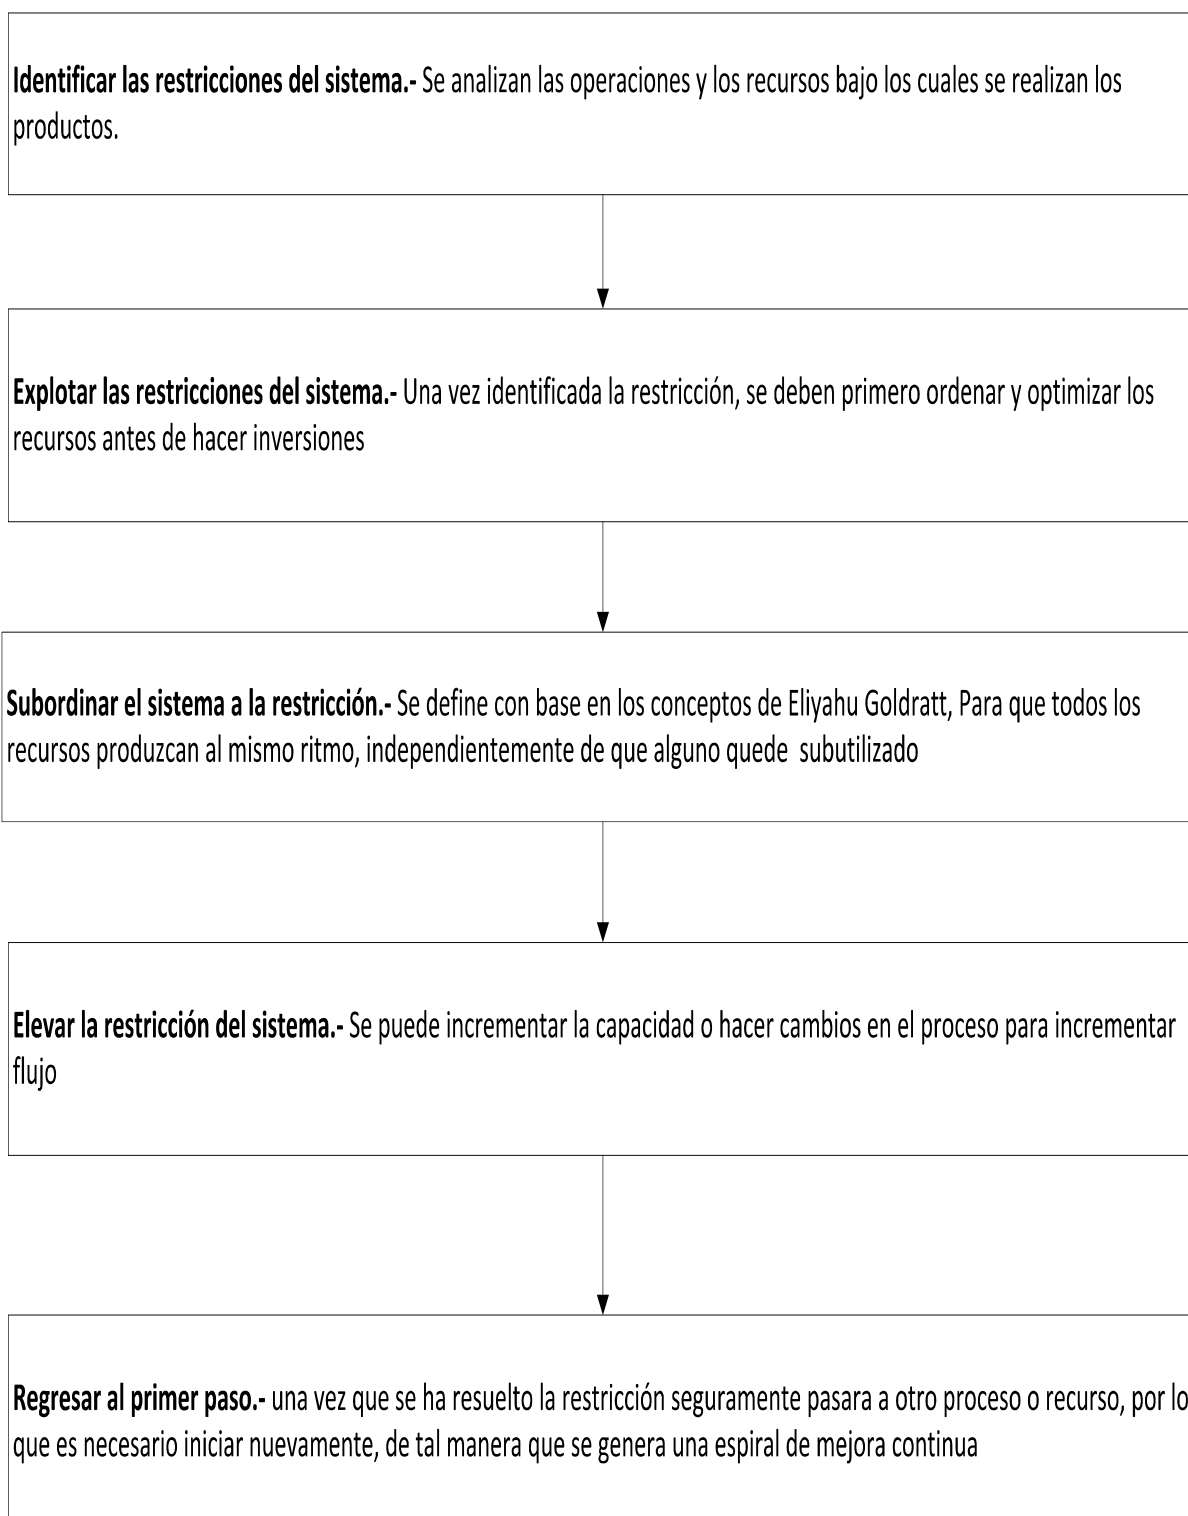 Identificar las restricciones del sistema.- Se analizan las operaciones y los recursos bajo los cuales se realizan los
productos.
Explotar las restricciones del sistema.- Una vez identificada la restricción, se deben primero ordenar y optimizar los
recursos antes de hacer inversiones
Subordinar el sistema a la restricción.- Se define con base en los conceptos de Eliyahu Goldratt, Para que todos los
recursos produzcan al mismo ritmo, independientemente de que alguno quede  subutilizado
Elevar la restricción del sistema.- Se puede incrementar la capacidad o hacer cambios en el proceso para incrementar
flujo
Regresar al primer paso.- una vez que se ha resuelto la restricción seguramente pasara a otro proceso o recurso, por lo
que es necesario iniciar nuevamente, de tal manera que se genera una espiral de mejora continua